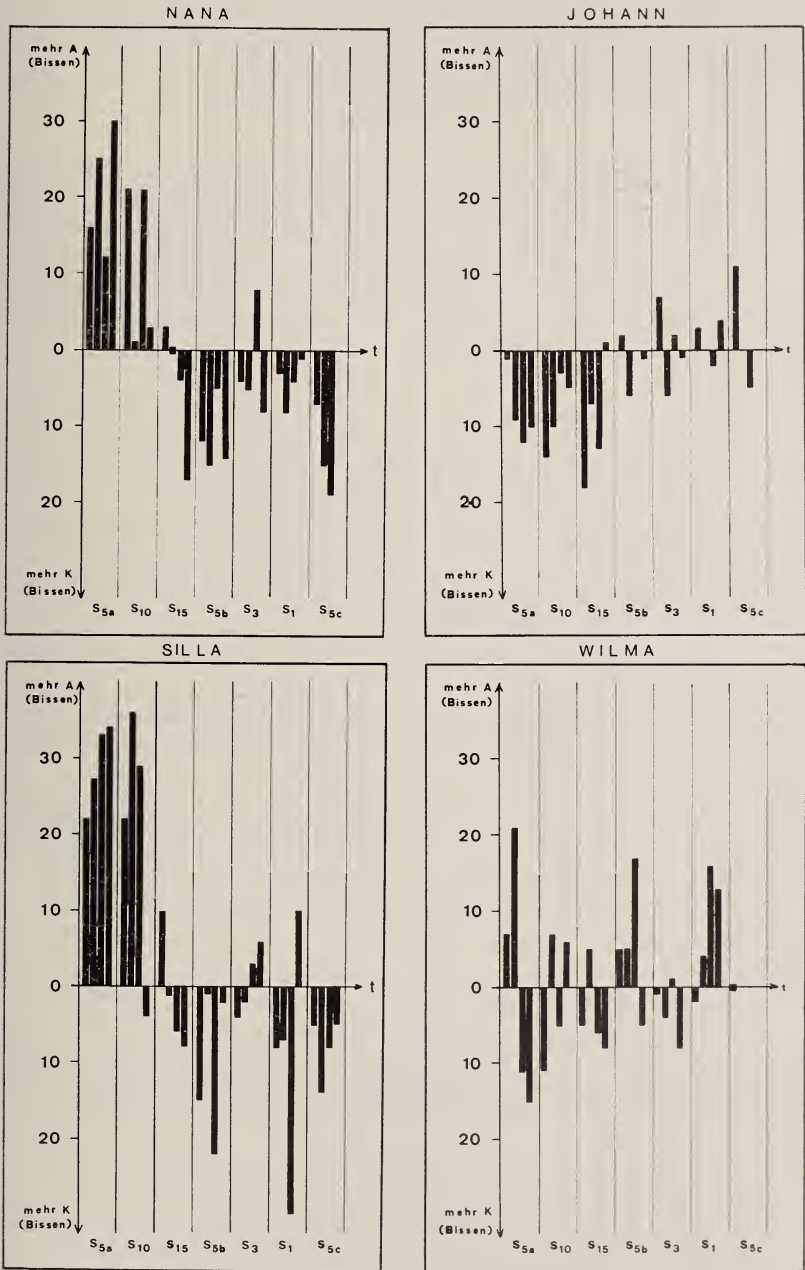 NANA
mehr A
(Bissen)
30
20
10
0
t
10
20
mehr K
(Bissen)
S5a S10 S15 S5b S3 S1 S5c
JOHANN
mehr A
(Bissen)
30
20
10
0
t
10
20
mehr K
(Bissen)
S5a S10 S15 S5b S3 S1 S5c
SILLA
mehr A
(Bissen)
30
20
10
0
t
10
20
mehr K
(Bissen)
S5a S10 S15 S5b S3 S1 S5c
WILMA
mehr A
(Bissen)
30
20
10
0
t
10
20
mehr K
(Bissen)
S5a S10 S15 S5b S3 S1 S5c